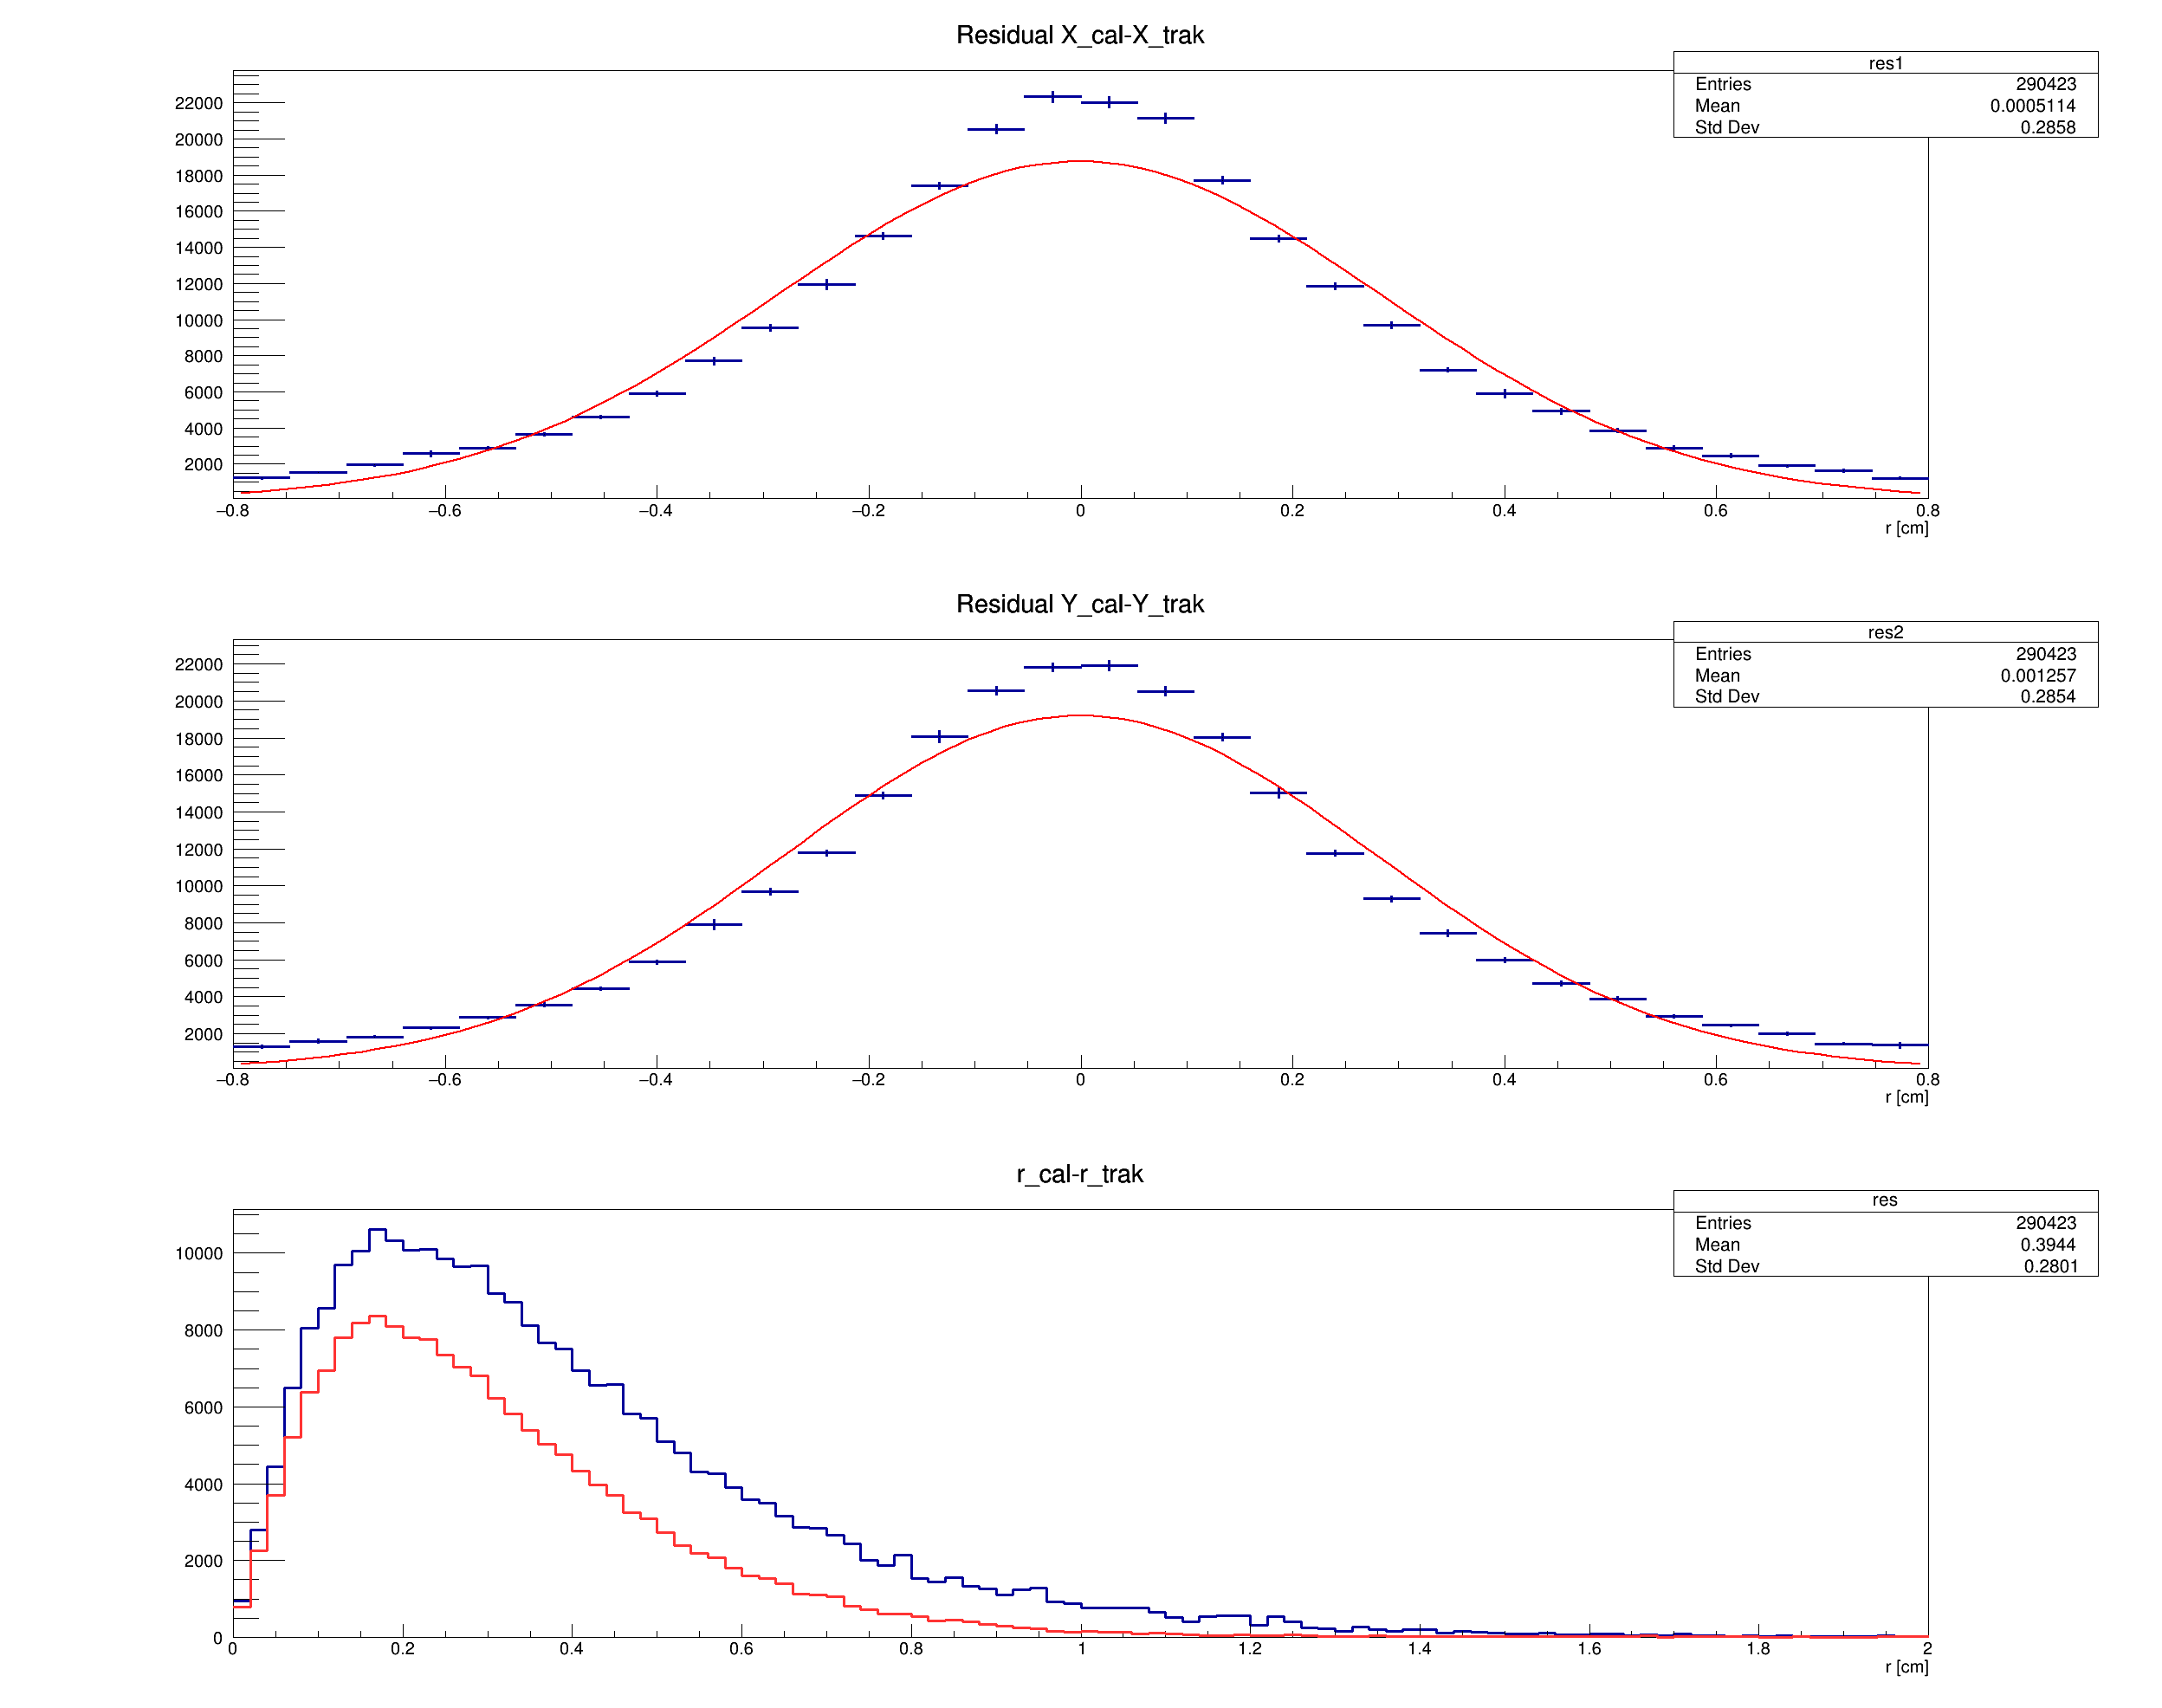 Residual X_cal-X_trak
res1
Entries 290423
Mean 0.0005114
Std Dev 0.2858
22000
20000
18000
16000
14000
12000
10000
8000
6000
4000
2000
−0.8 −0.6 −0.4 −0.2 0 0.2 0.4 0.6 0.8
r [cm]
Residual Y_cal-Y_trak
res2
Entries 290423
Mean 0.001257
Std Dev 0.2854
22000
20000
18000
16000
14000
12000
10000
8000
6000
4000
2000
−0.8 −0.6 −0.4 −0.2 0 0.2 0.4 0.6 0.8
r [cm]
r_cal-r_trak
res
Entries 290423
Mean 0.3944
Std Dev 0.2801
10000
8000
6000
4000
2000
0
0 0.2 0.4 0.6 0.8 1 1.2 1.4 1.6 1.8 2
r [cm]